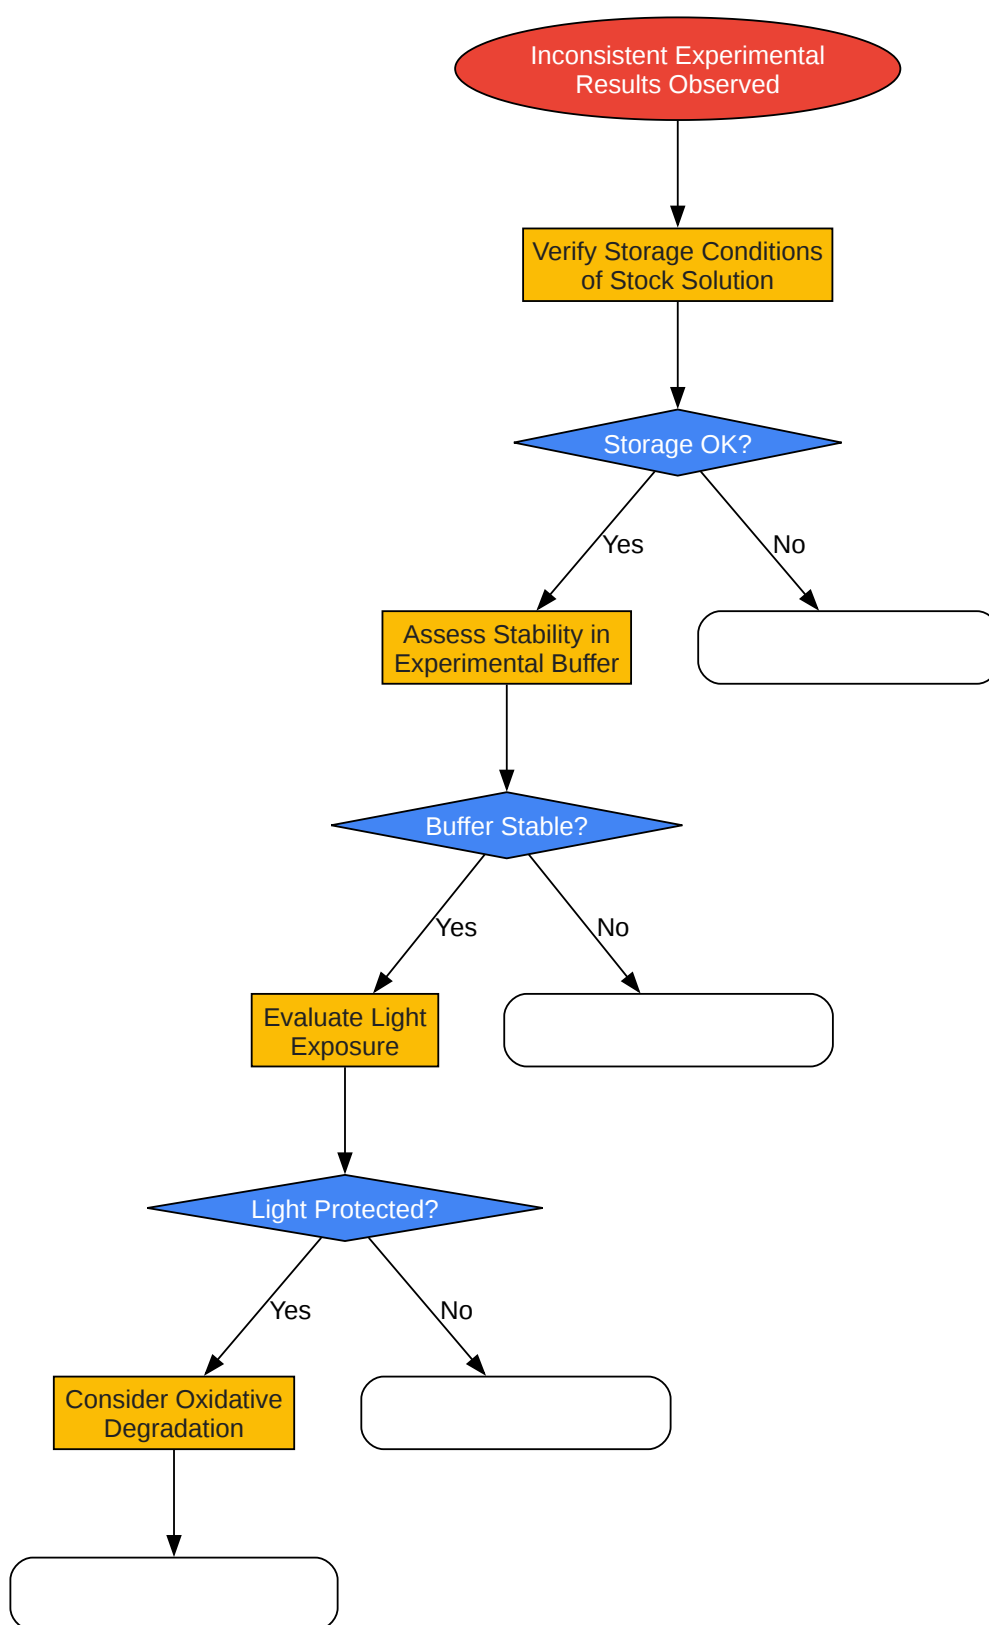 Inconsistent Experimental
Results Observed
Verify Storage Conditions
of Stock Solution
Storage OK?
Yes
No
Assess Stability in
Experimental Buffer
Buffer Stable?
Yes
No
Evaluate Light
Exposure
Light Protected?
Yes
No
Consider Oxidative
Degradation